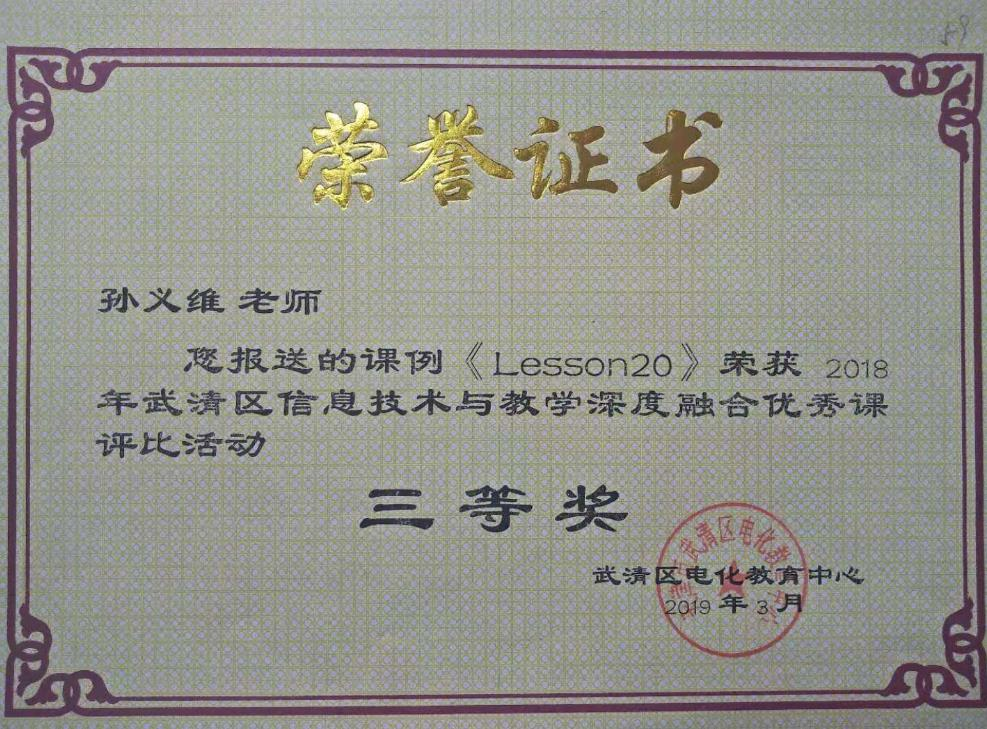 荣誉证书
孙义维 老师
您报送的课例《Lesson20》荣获 2018
年武清区信息技术与教学深度融合优秀课
评比活动
三等奖
武清区电化教育中心
2019 年 3 月